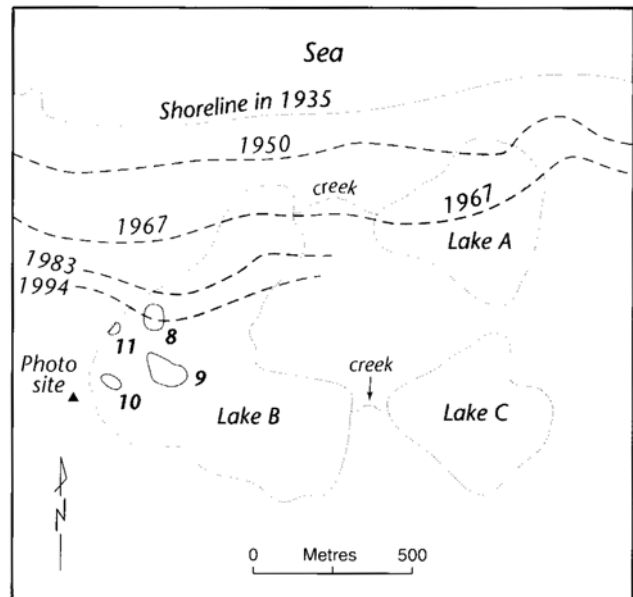 Sea
Shoreline in 1935
1950
creek
1967
1967
Lake A
1983
1994
11
8
Photo
site
10
9
creek
Lake B
Lake C
N
0 Metres 500